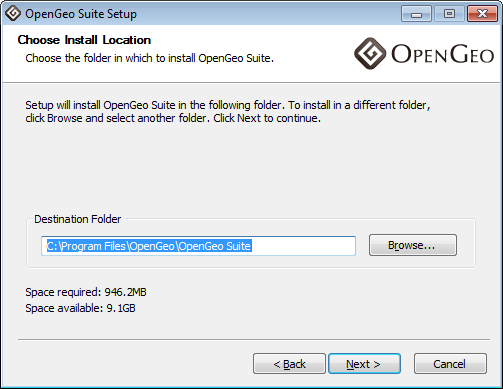 OpenGeo Suite Setup
Choose Install Location
Choose the folder in which to install OpenGeo Suite.
OPENGEO
Setup will install OpenGeo Suite in the following folder. To install in a different folder,
click Browse and select another folder. Click Next to continue.
Destination Folder
C:\Program Files\OpenGeo\OpenGeo Suite
Browse...
Space required: 946.2MB
Space available: 9.1GB
< Back
Next >
Cancel